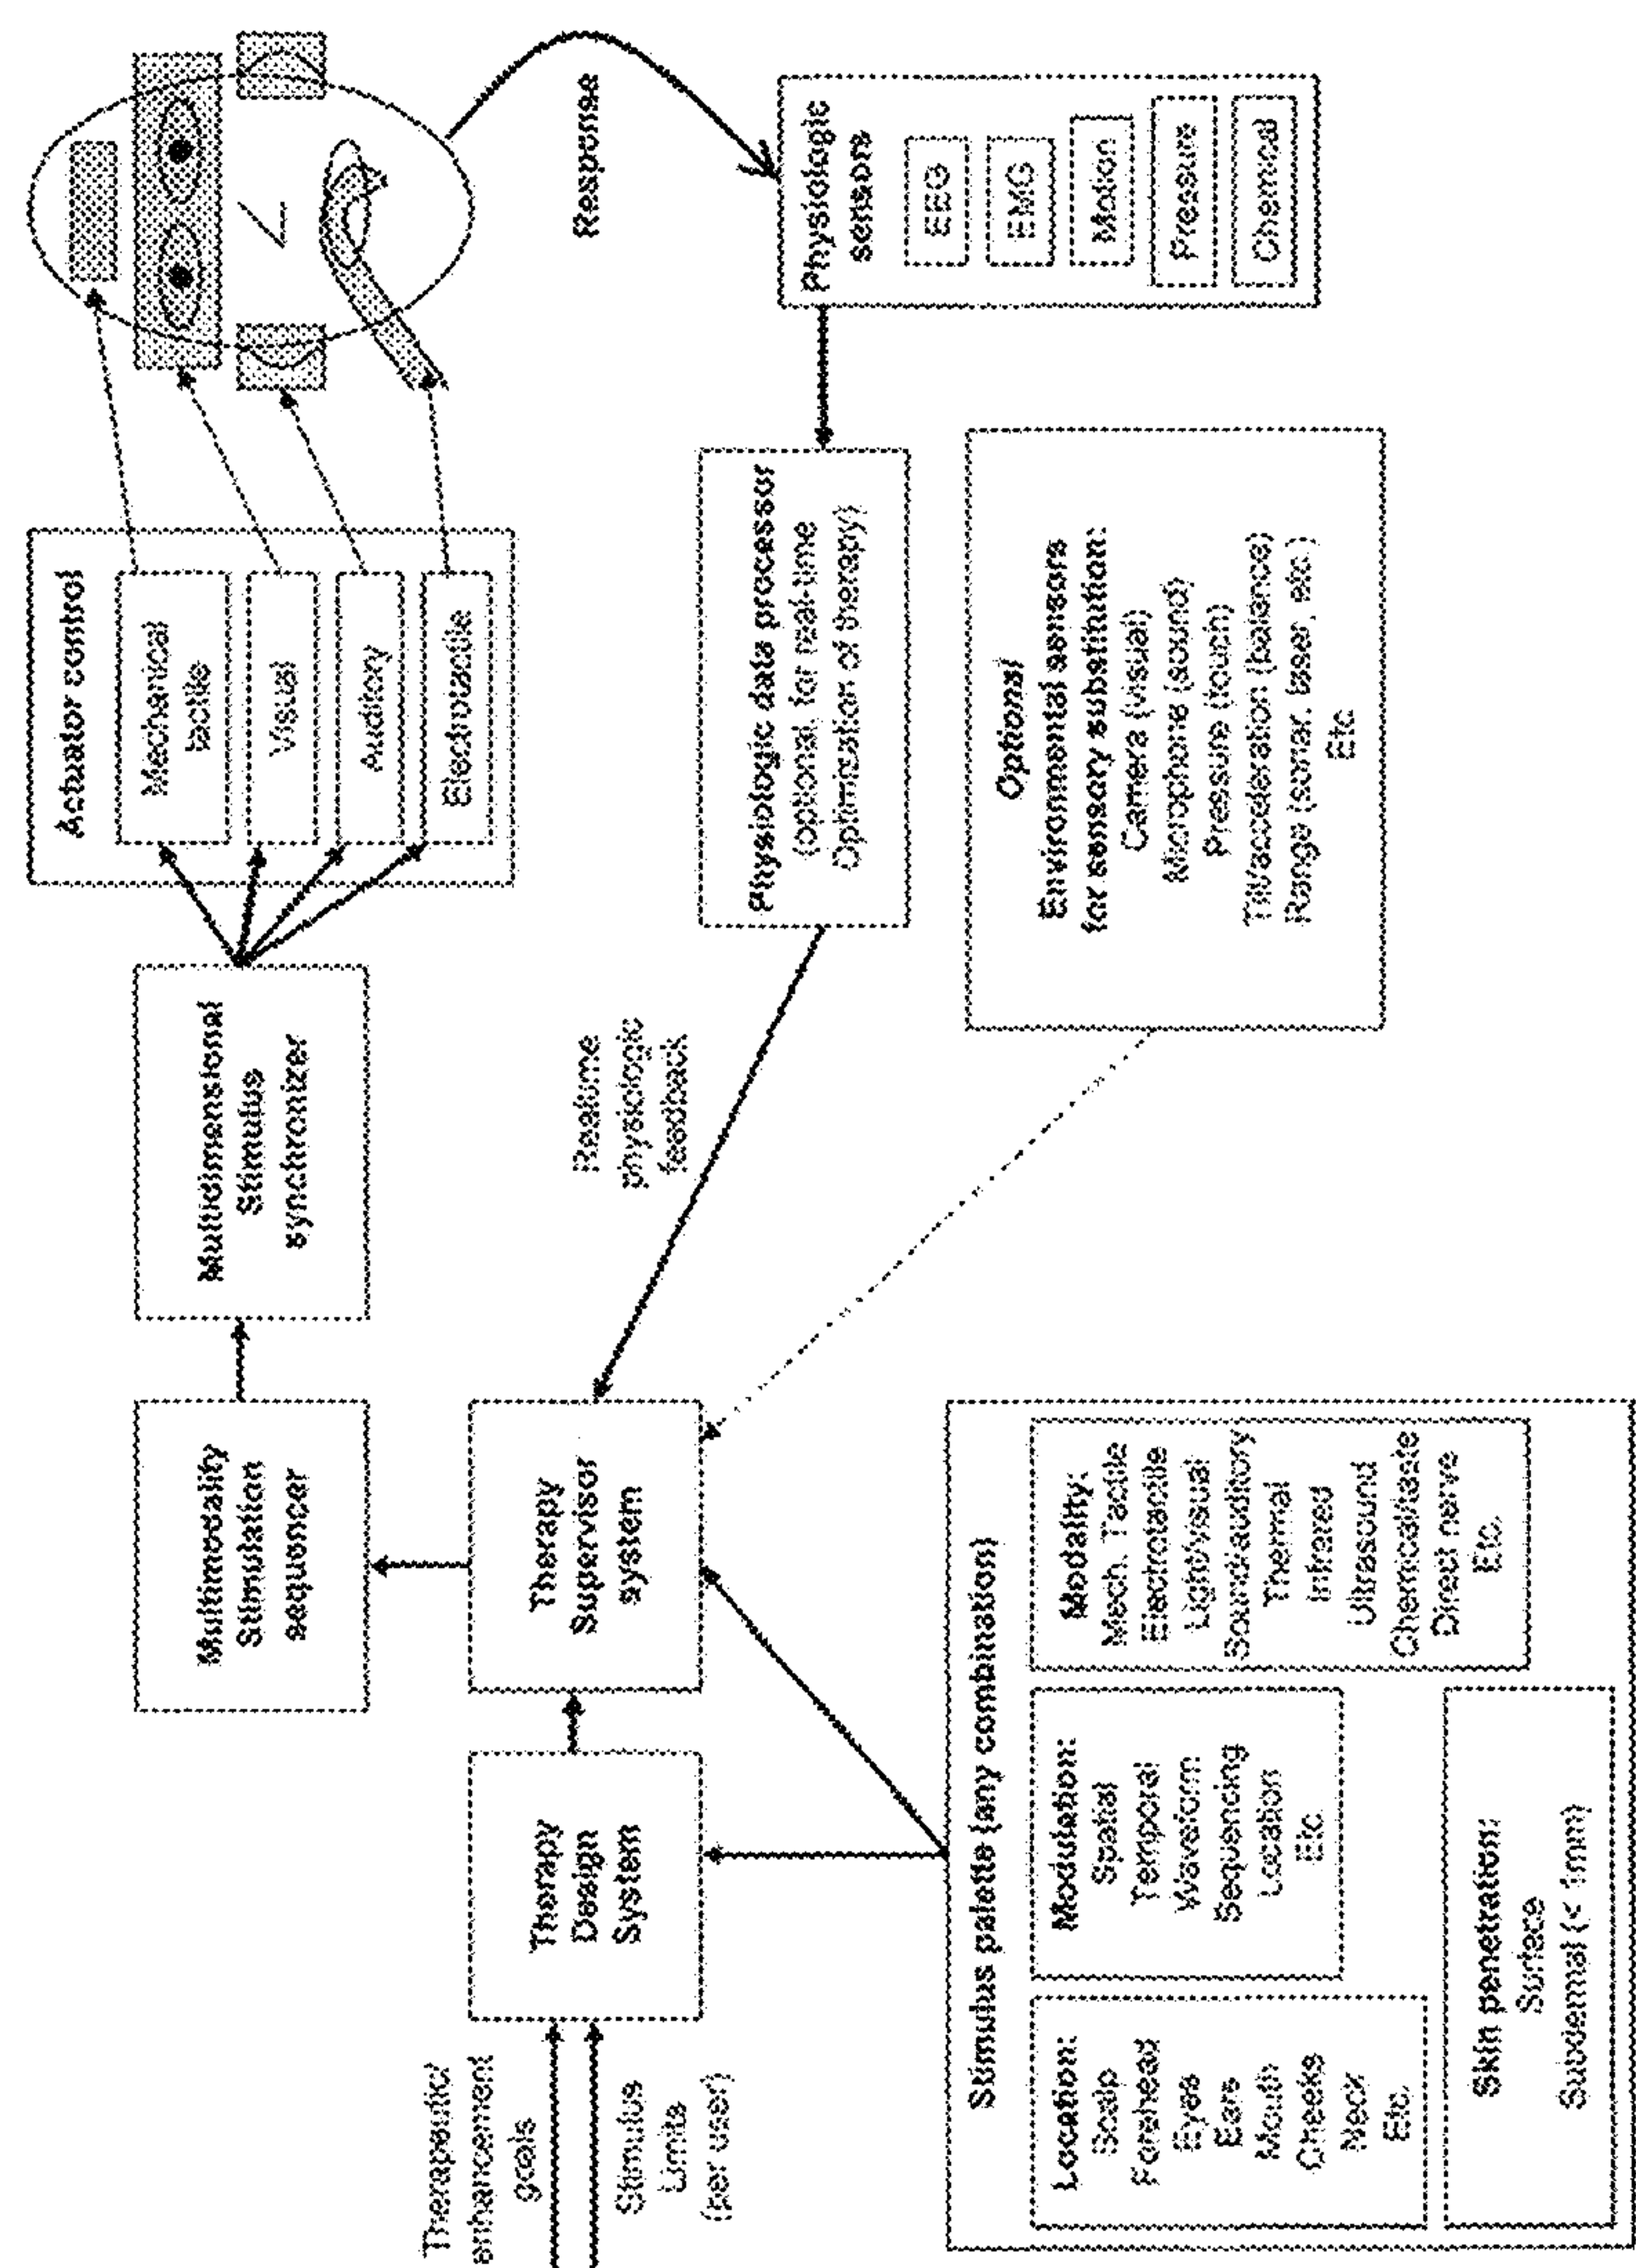 Therapeutic/
enhancement
goals
Stimulus
Limits
(per user)
Therapy
Design
System
Therapy
Supervisor
system
Multimodality
Stimulation
sequencer
Multidimensional
Stimulus
synchronizer
Actuator control
Mechanical
tactile
Visual
Auditory
Electrotactile
Response
Physiologic
sensors
EEG
EMG
Motion
Pressure
Chemical
Physiologic data processor
(optional, for real-time
Optimization of therapy)
Realtime
physiologic
feedback
Optional
Environmental sensors
for sensory substitution:
Camera (visual)
Microphone (sound)
Pressure (touch)
Tilt/acceleration (balance)
Range (sonar, laser, etc.)
Etc.
Stimulus palette (any combination)
Location:
Scalp
Forehead
Eyes
Ears
Mouth
Cheeks
Neck
Etc.
Modulation:
Spatial
Temporal
Waveform
Sequencing
Location
Etc.
Modality:
Mech. Tactile
Electrotactile
Light/visual
Sound/auditory
Thermal
Infrared
Ultrasound
Chemical/taste
Direct nerve
Etc.
Skin penetration:
Surface
Subdermal (< 1mm)